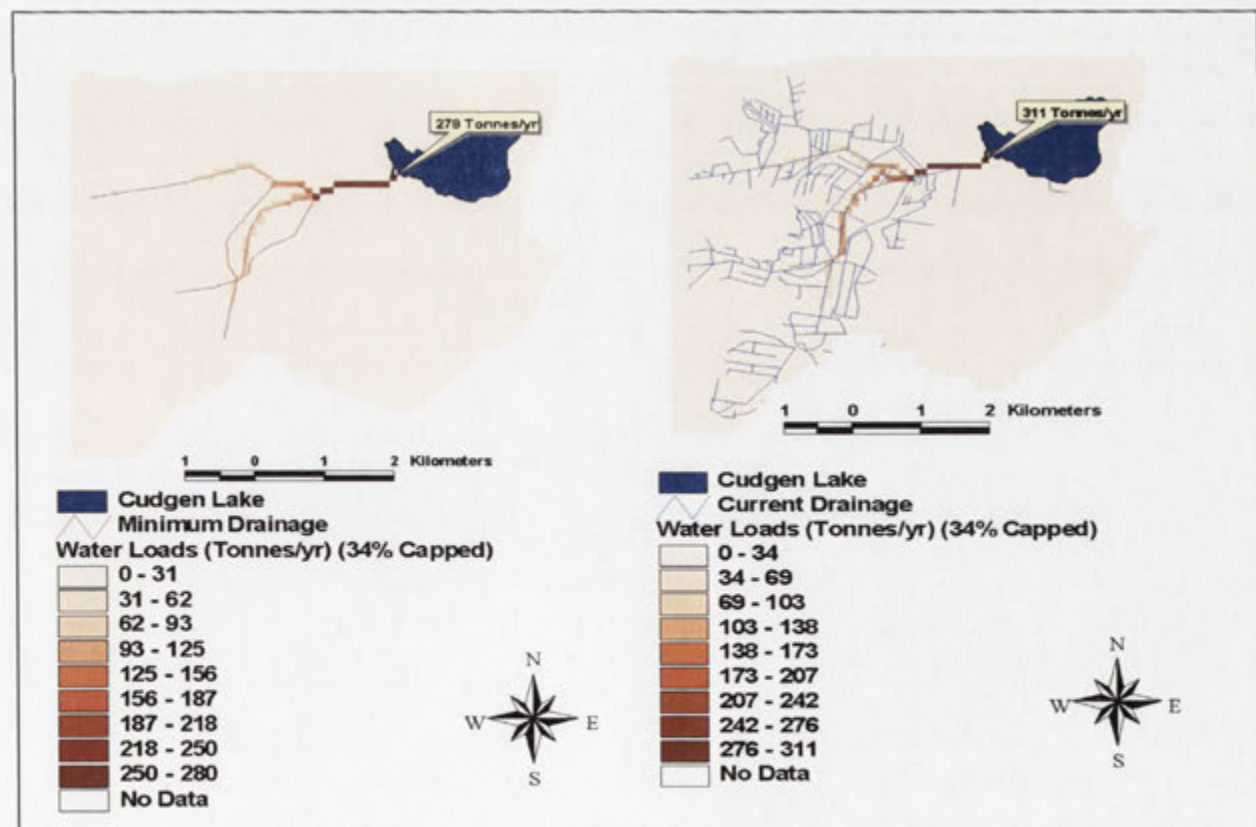 278 Tonnes/yr
1 0 1 2 Kilometers
Cudgen Lake
Minimum Drainage
Water Loads (Tonnes/yr) (34% Capped)
0 - 31
31 - 62
62 - 93
93 - 125
125 - 156
156 - 187
187 - 218
218 - 250
250 - 280
No Data
N
W E
S
311 Tonnes/yr
1 0 1 2 Kilometers
Cudgen Lake
Current Drainage
Water Loads (Tonnes/yr) (34% Capped)
0 - 34
34 - 69
69 - 103
103 - 138
138 - 173
173 - 207
207 - 242
242 - 276
276 - 311
No Data
N
W E
S